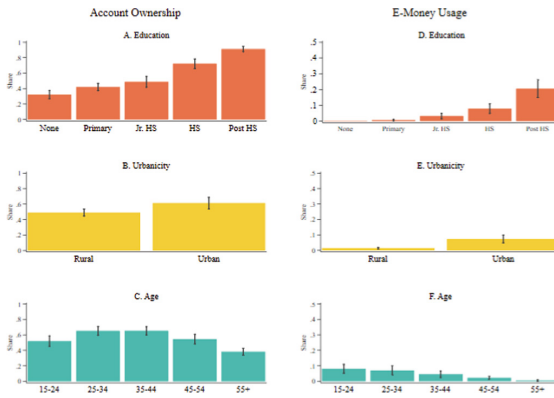 Account Ownership
A. Education
Share
1
.8
.6
.4
.2
0
None Primary Jr. HS HS Post HS
B. Urbanicity
Share
1
.8
.6
.4
.2
0
Rural Urban
C. Age
Share
1
.8
.6
.4
.2
0
15-24 25-34 35-44 45-54 55+
E-Money Usage
D. Education
Share
.5
.4
.3
.2
.1
0
None Primary Jr. HS HS Post HS
E. Urbanicity
Share
.5
.4
.3
.2
.1
0
Rural Urban
F. Age
Share
.5
.4
.3
.2
.1
0
15-24 25-34 35-44 45-54 55+